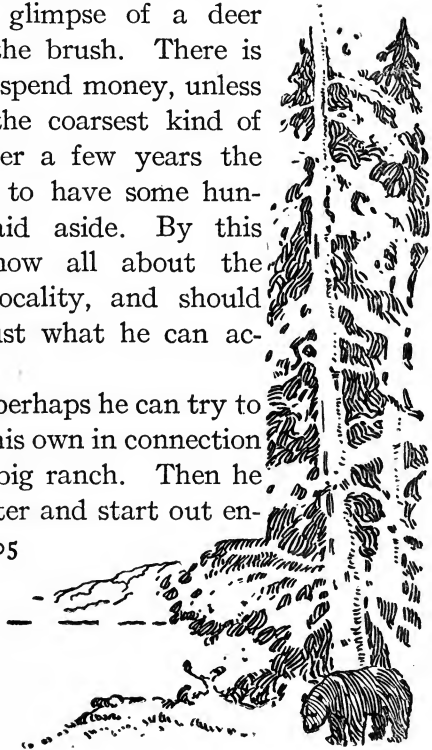 glimpse of a deer
the brush. There is
spend money, unless
the coarsest kind of
er a few years the
to have some hun-
aid aside. By this
now all about the
ocality, and should
ust what he can ac-
perhaps he can try to
his own in connection
big ranch. Then he
ter and start out en-
95